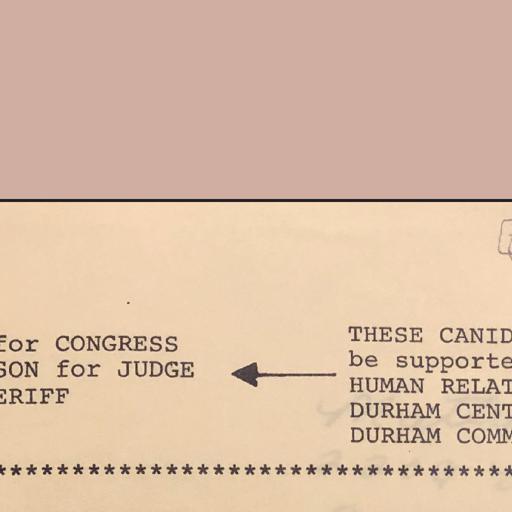 for CONGRESS
SON for JUDGE
ERIFF
THESE CANID
be supporte
HUMAN RELAT
DURHAM CENT
DURHAM COMM
***********************************************